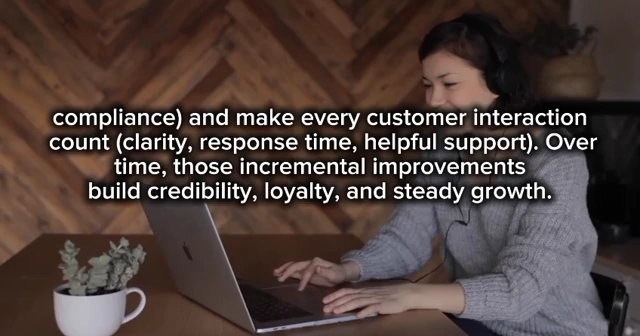 compliance) and make every customer interaction
count (clarity, response time, helpful support). Over
time, those incremental improvements
build credibility, loyalty, and steady growth.